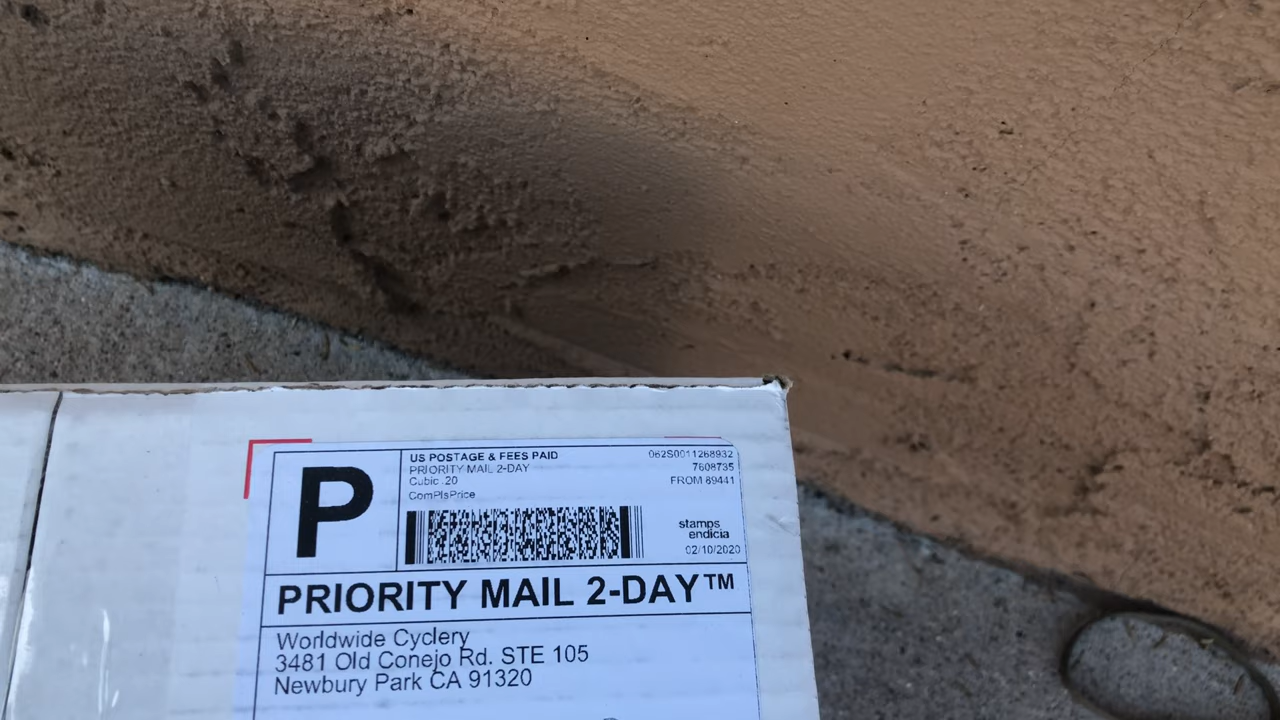 P
US POSTAGE & FEES PAID
PRIORITY MAIL 2-DAY
Cubic .20
ComPlsPrice
062S0011268932
7608735
FROM 89441
stamps
endicia
02/10/2020
PRIORITY MAIL 2-DAY™
Worldwide Cyclery
3481 Old Conejo Rd. STE 105
Newbury Park CA 91320